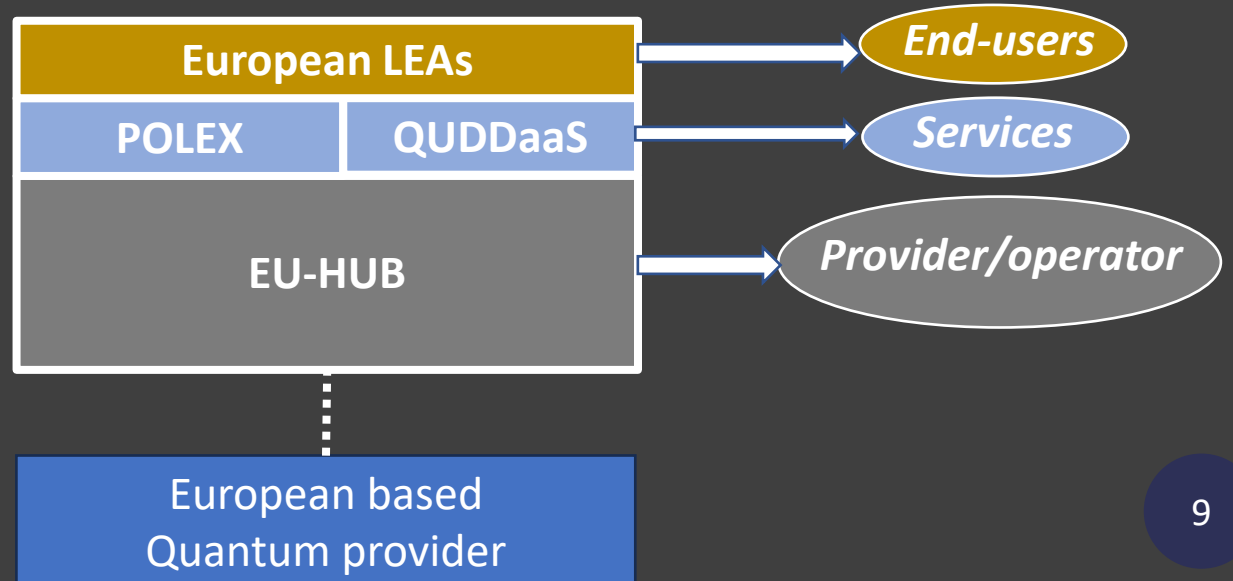 European LEAs
End-users
POLEX
QUDDaaS
Services
EU-HUB
Provider/operator
European based
Quantum provider
9